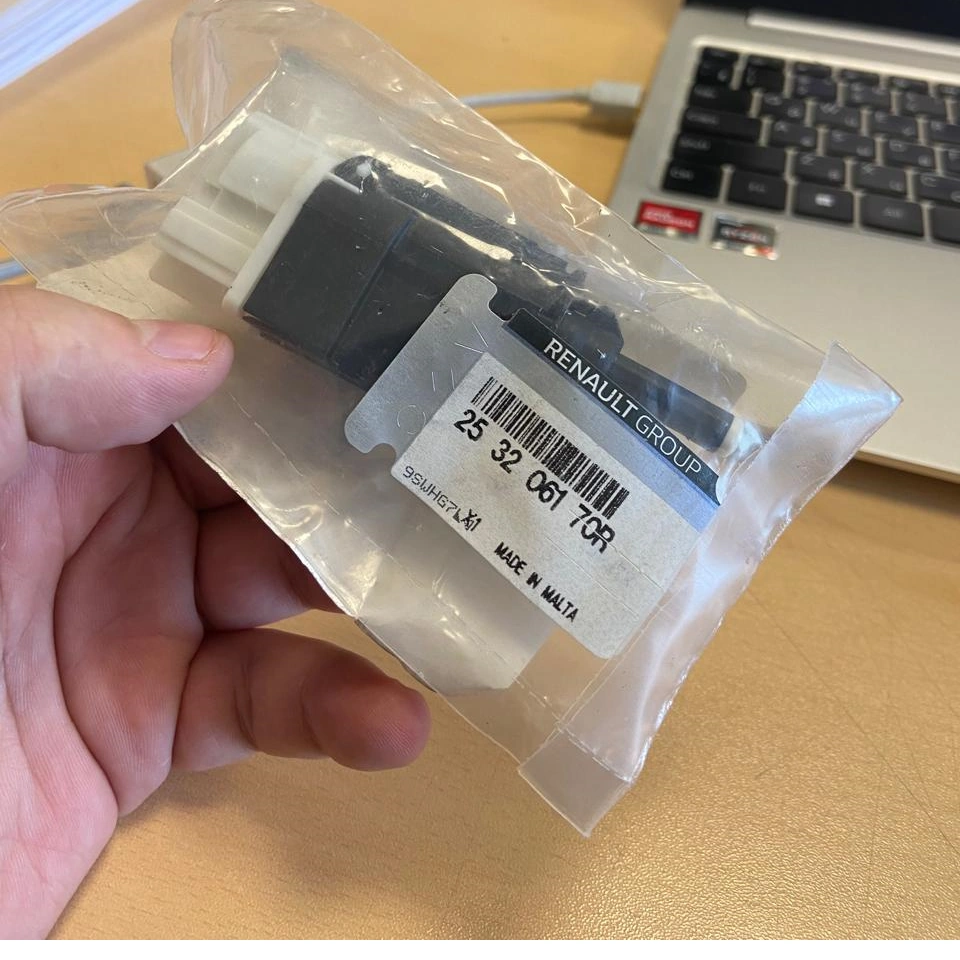 RENAULT GROUP
25 32 061 70R
MADE IN MALTA